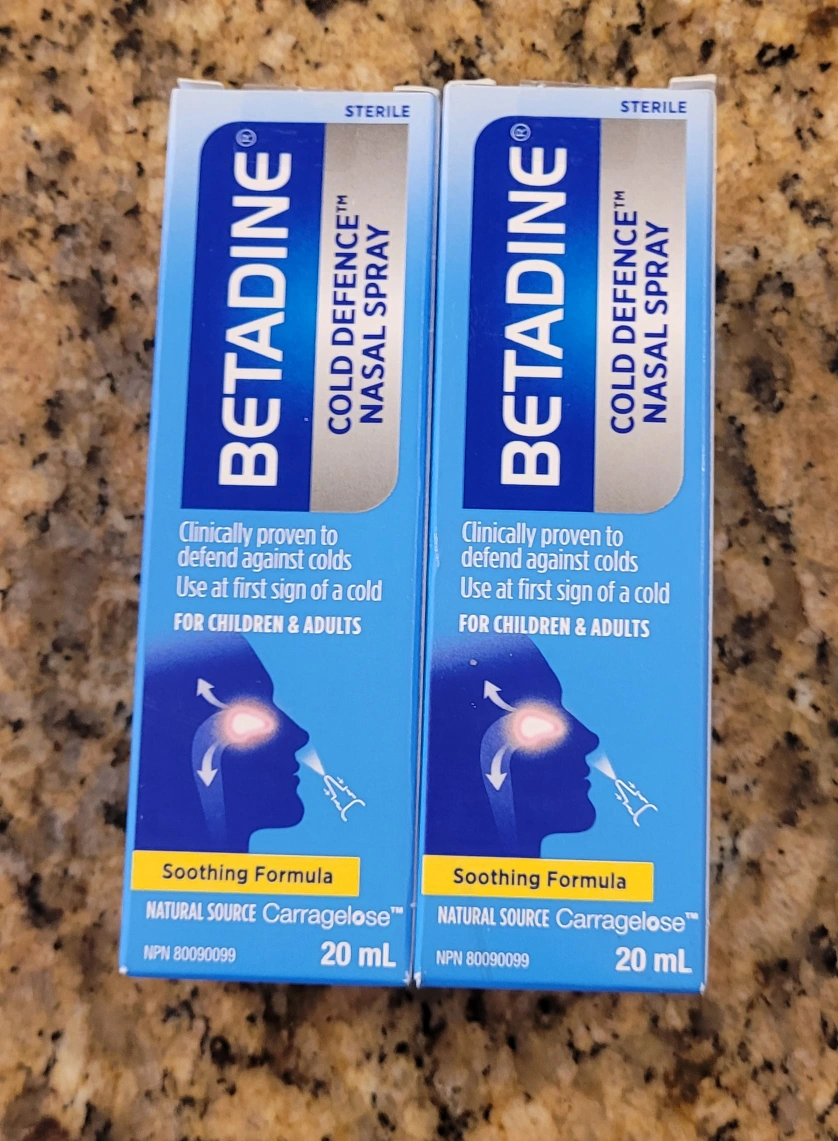 STERILE
BETADINE®
COLD DEFENCE™
NASAL SPRAY
Clinically proven to
defend against colds
Use at first sign of a cold
FOR CHILDREN & ADULTS
Soothing Formula
NATURAL SOURCE Carragelose™
NPN 80090099
20 mL
STERILE
BETADINE®
COLD DEFENCE™
NASAL SPRAY
Clinically proven to
defend against colds
Use at first sign of a cold
FOR CHILDREN & ADULTS
Soothing Formula
NATURAL SOURCE Carragelose™
NPN 80090099
20 mL